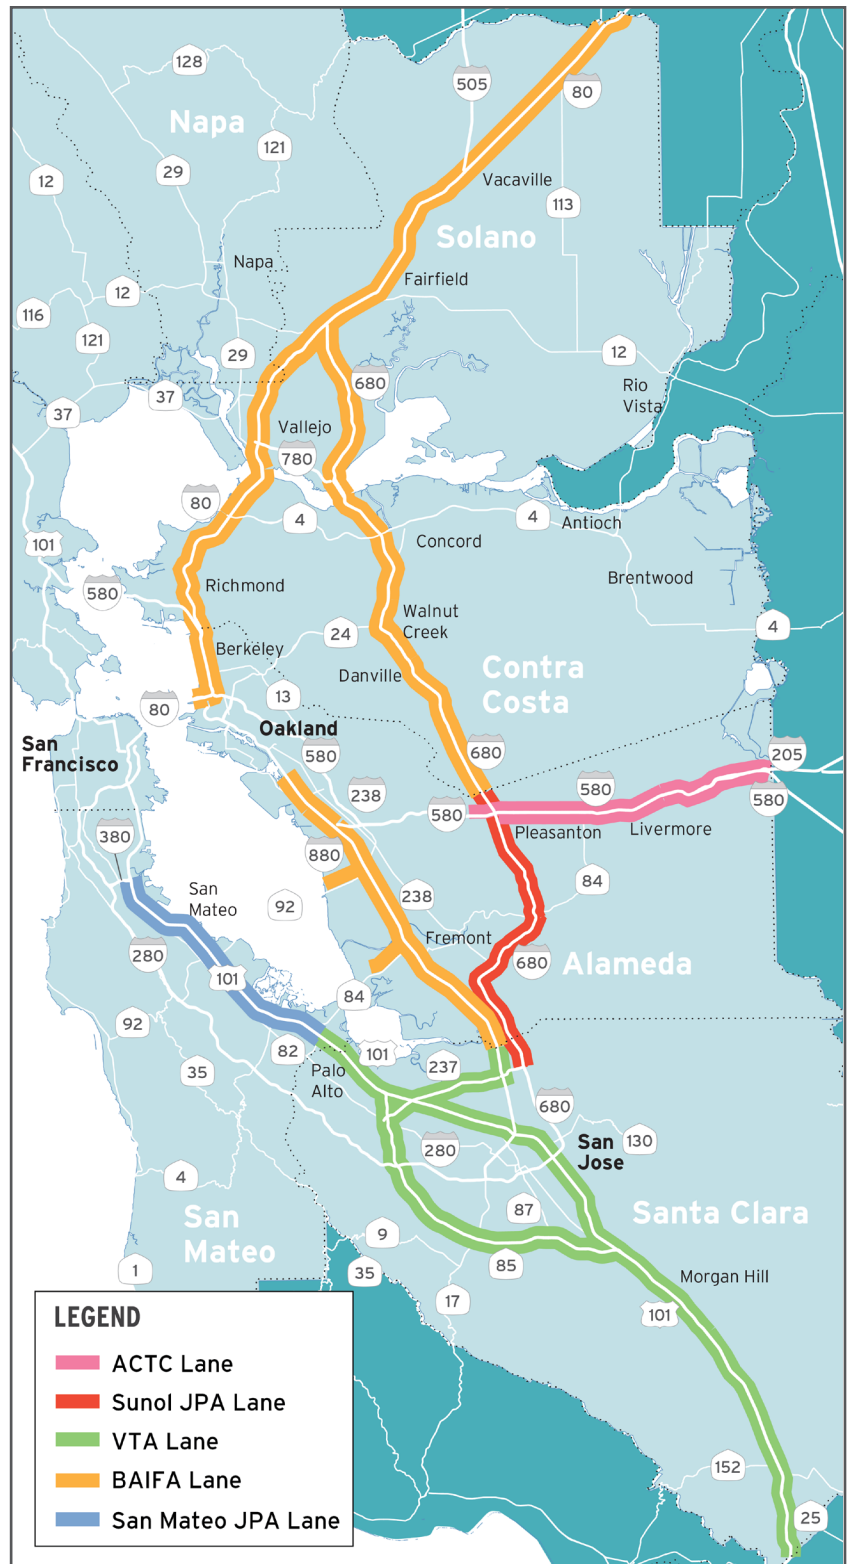 128
505
80
Napa
121
29
12
Vacaville
113
Solano
Napa
Fairfield
12
116
121
29
12
680
Rio
Vista
37
37
Vallejo
780
80
4
4
Antioch
101
Concord
Richmond
Brentwood
580
Walnut
Creek
24
4
Berkeley
Contra
Costa
Danville
13
80
Oakland
San
Francisco
580
680
205
238
580
580
580
Pleasanton
Livermore
380
880
84
San
Mateo
238
92
Fremont
280
680
Alameda
101
84
92
82
101
Palo
Alto
237
35
680
San
Jose
130
280
4
87
Santa Clara
San
Mateo
9
85
Morgan Hill
1
35
17
101
LEGEND
ACTC Lane
Sunol JPA Lane
VTA Lane
BAIFA Lane
San Mateo JPA Lane
152
25